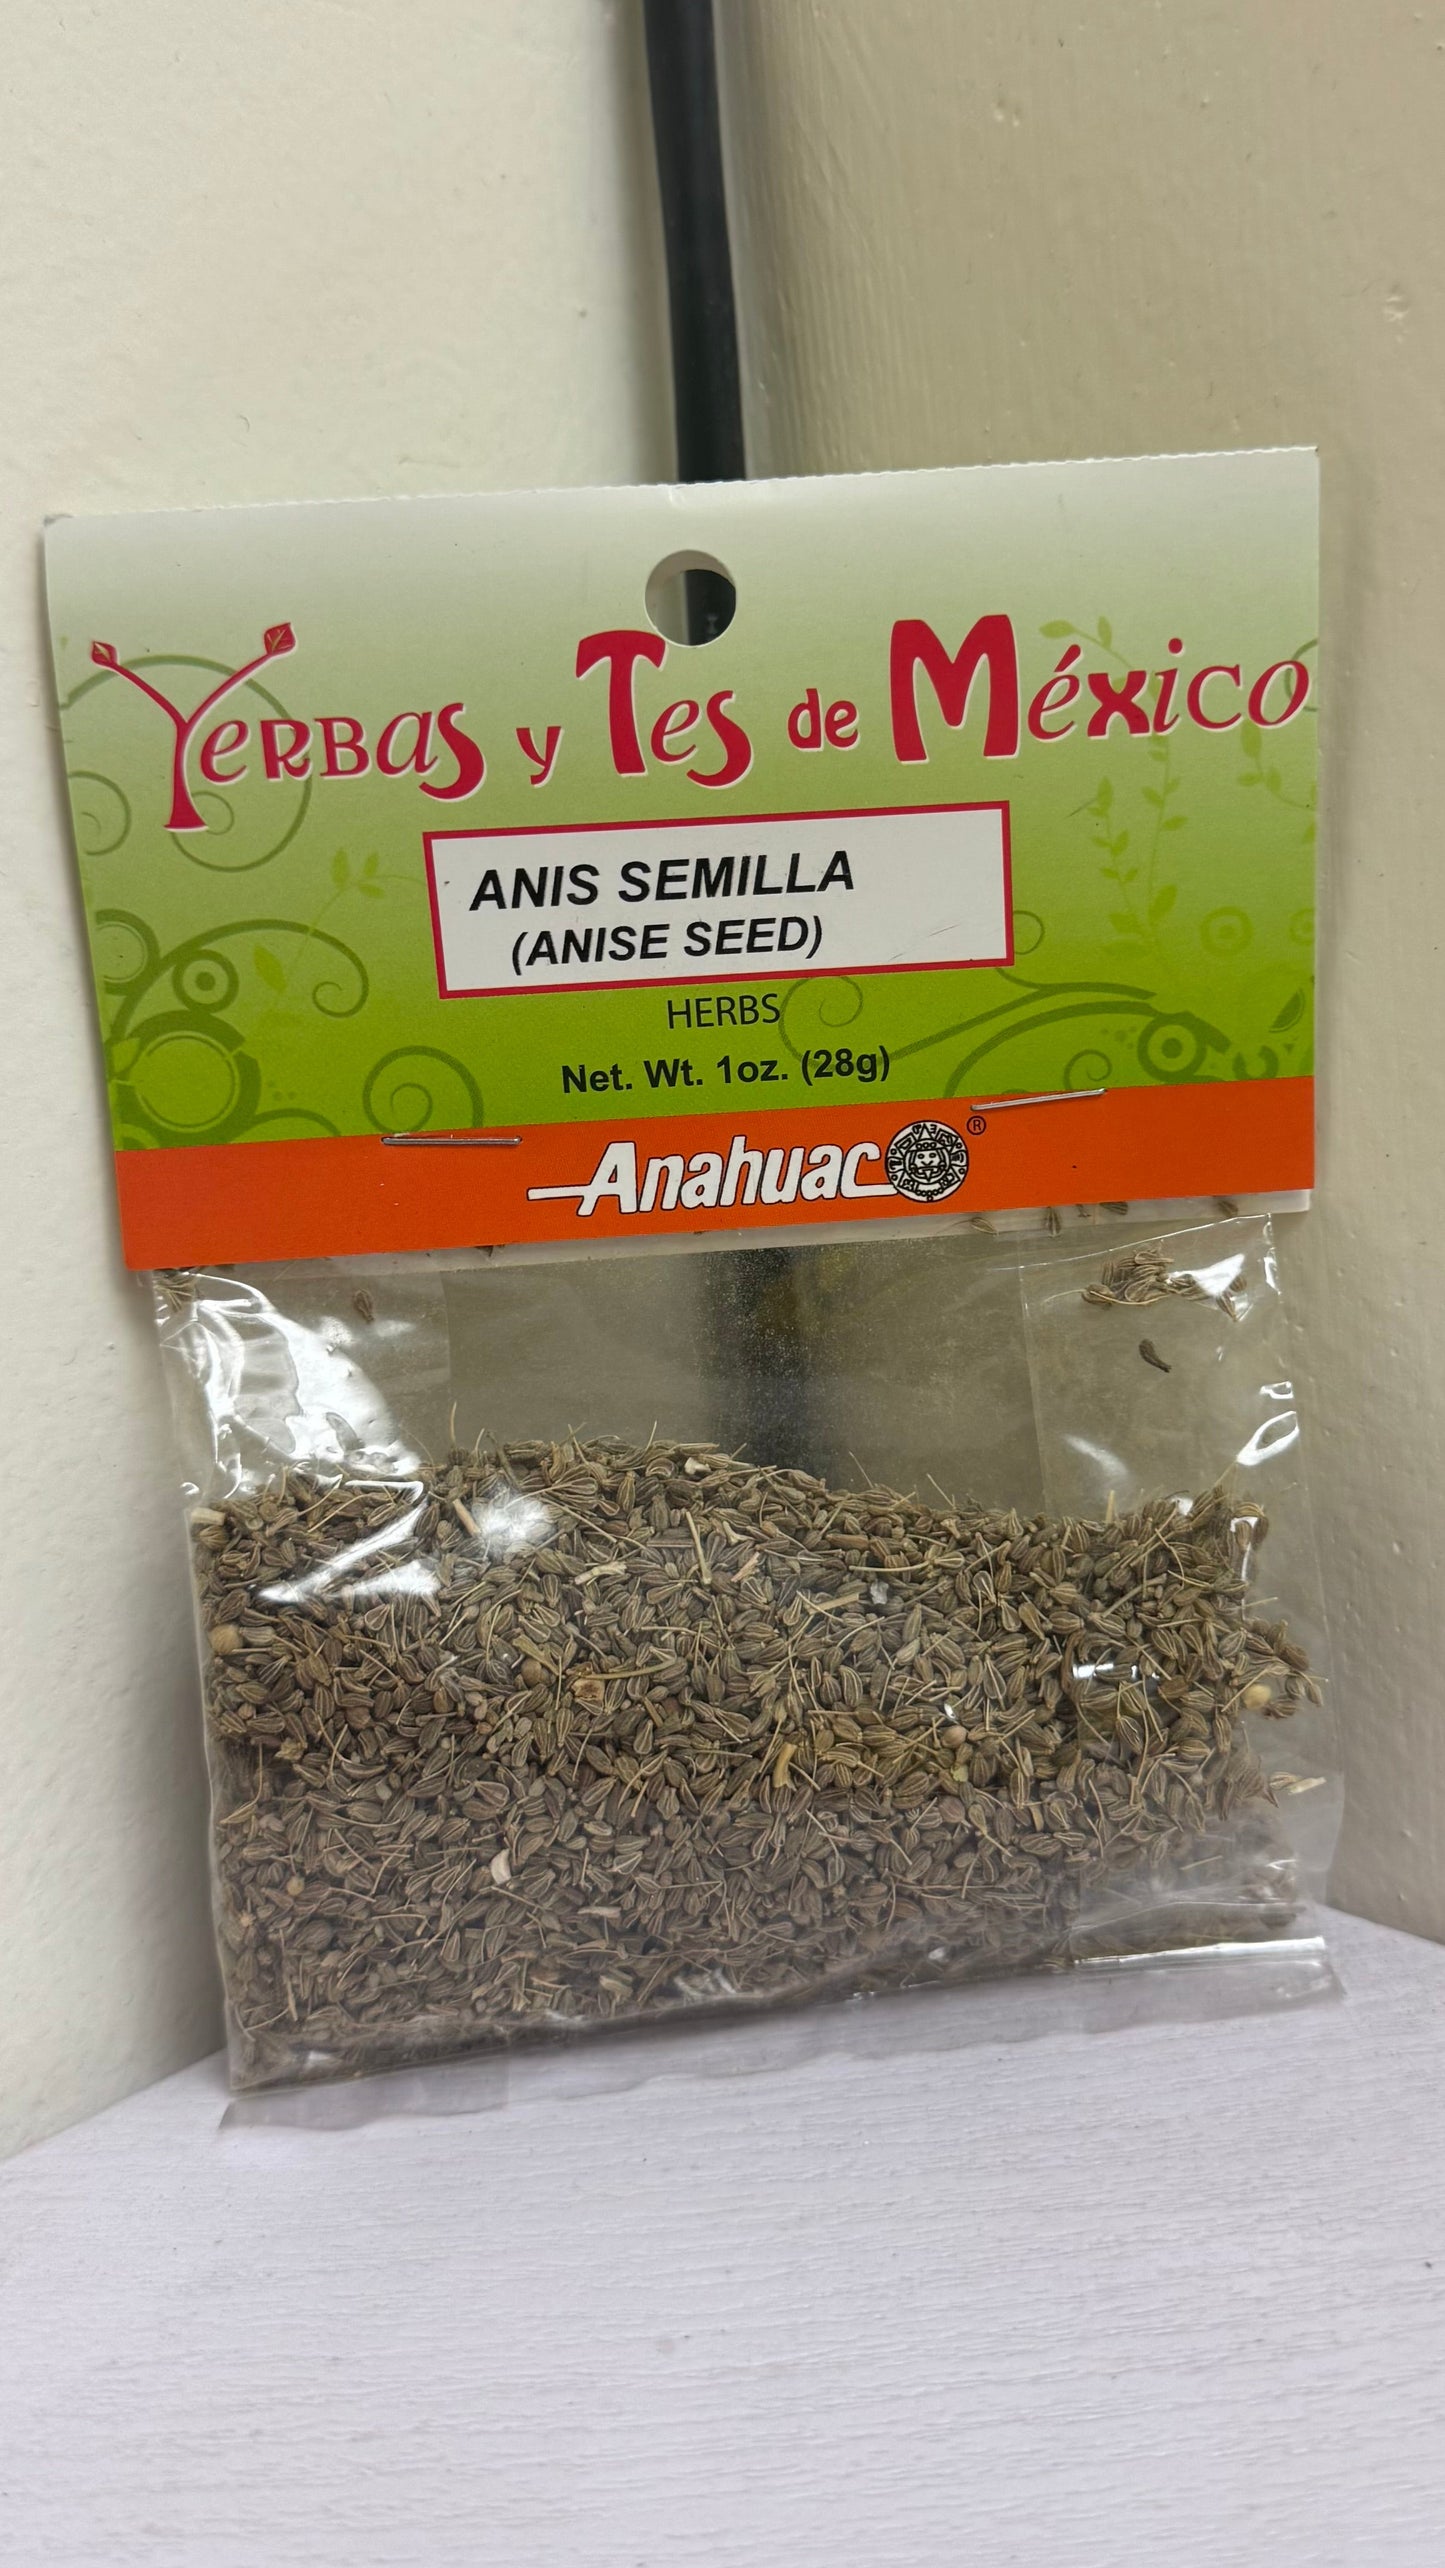 Yerbas y Tes de México
ANIS SEMILLA
(ANISE SEED)
HERBS
Net. Wt. 1oz. (28g)
Anahuac ®